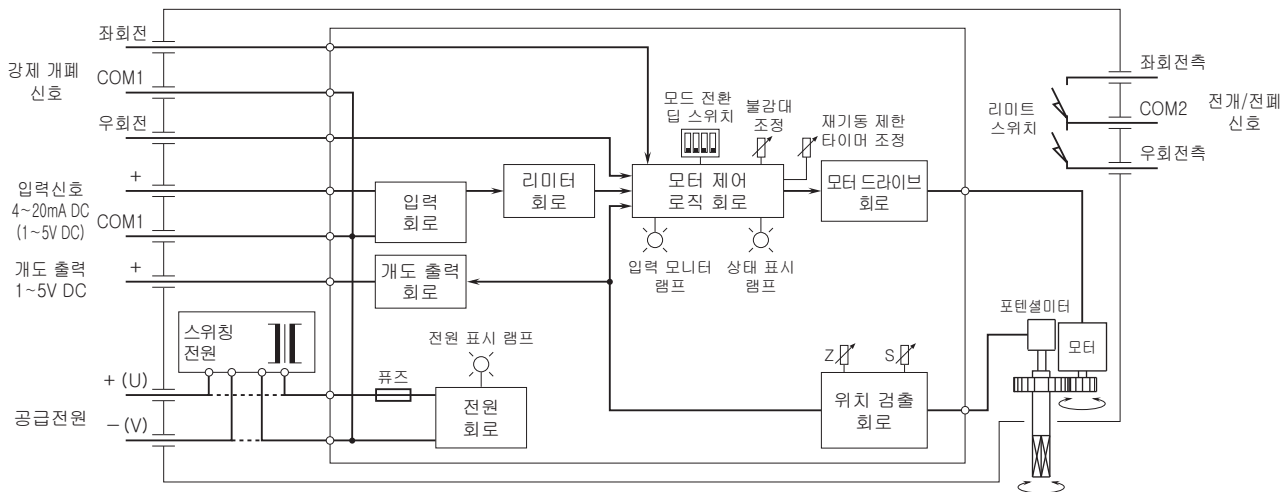 좌회전
강제 개폐
신호
COM1
우회전
입력신호
4~20mA DC
(1~5V DC)
+
COM1
개도 출력
1~5V DC
+
스위칭
전원
공급전원
+ (U)
− (V)
퓨즈
전원 표시 램프
전원
회로
입력
회로
개도 출력
회로
리미터
회로
모드 전환
딥 스위치
불감대
조정
재기동 제한
타이머 조정
모터 제어
로직 회로
입력 모니터
램프
상태 표시
램프
모터 드라이브
회로
Z
S
위치 검출
회로
포텐셜미터
모터
리미트
스위치
좌회전측
COM2
우회전측
전개/전폐
신호